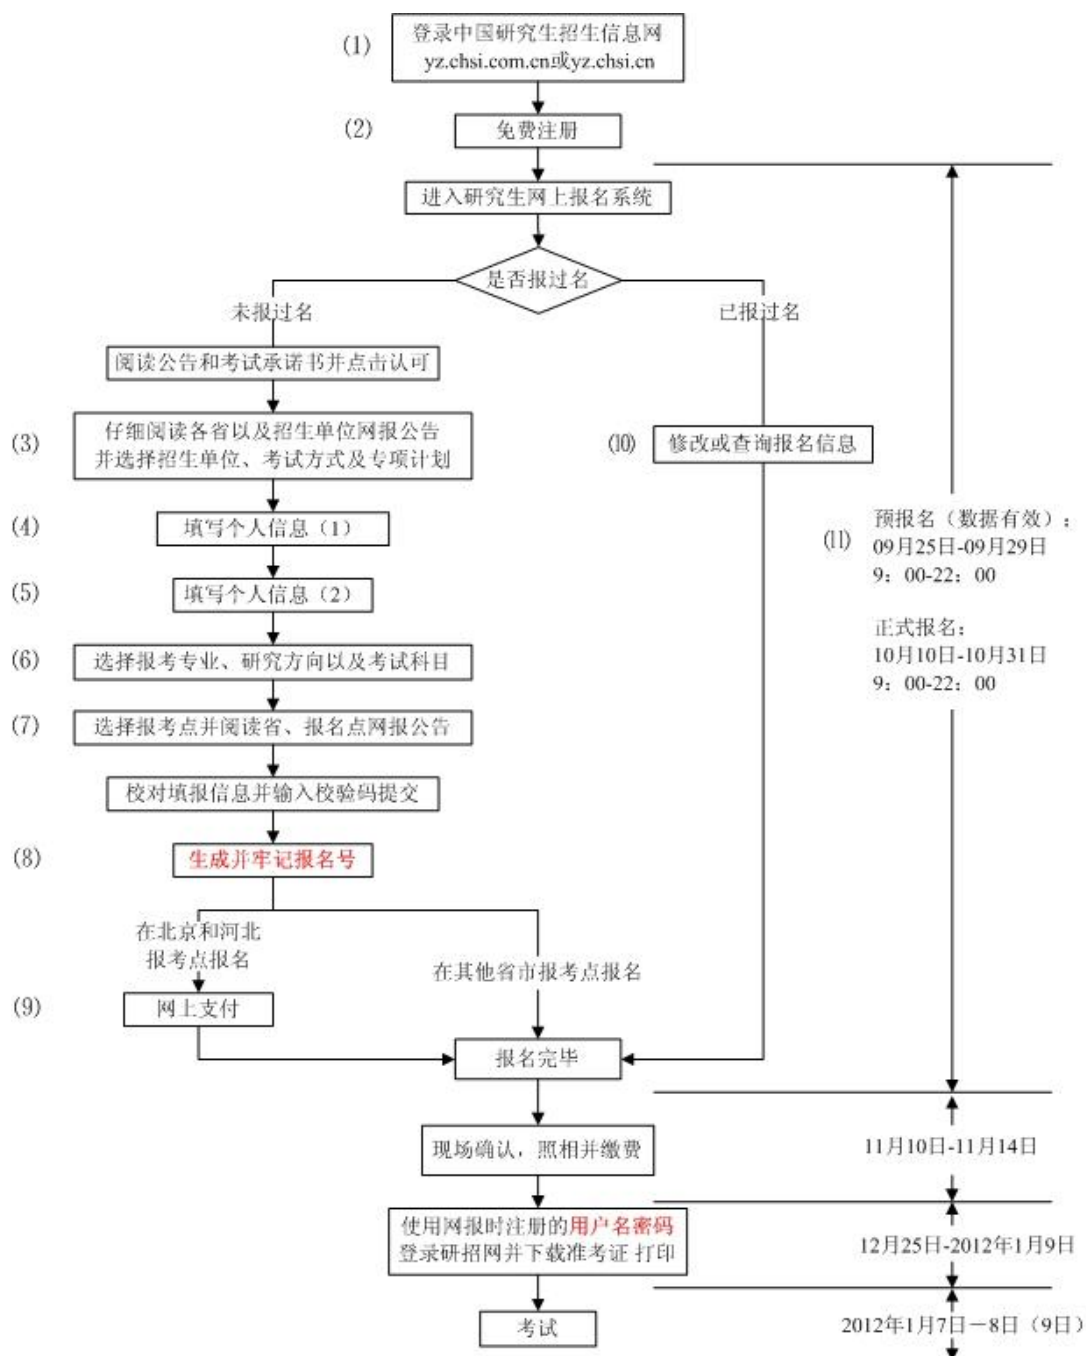 (1)
登录中国研究生招生信息网
yz.chsi.com.cn或yz.chsi.cn
(2)
免费注册
进入研究生网上报名系统
是否报过名
未报过名
已报过名
阅读公告和考试承诺书并点击认可
(3)
仔细阅读各省以及招生单位网报公告
并选择招生单位、考试方式及专项计划
(10)
修改或查询报名信息
(4)
填写个人信息（1）
(11)
预报名（数据有效）：
09月25日-09月29日
9：00-22：00
正式报名：
10月10日-10月31日
9：00-22：00
(5)
填写个人信息（2）
(6)
选择报考专业、研究方向以及考试科目
(7)
选择报考点并阅读省、报名点网报公告
校对填报信息并输入校验码提交
(8)
生成并牢记报名号
在北京和河北
报考点报名
在其他省市报考点报名
(9)
网上支付
报名完毕
现场确认，照相并缴费
11月10日-11月14日
使用网报时注册的用户名密码
登录研招网并下载准考证 打印
12月25日-2012年1月9日
考试
2012年1月7日－8日（9日）